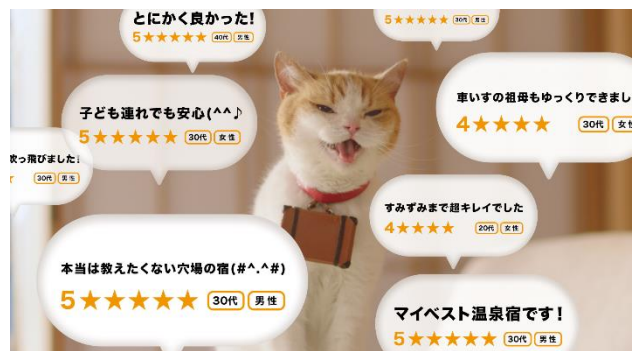 とにかく良かった!
5★★★★★ 40代 男性
5★★★★★ 30代 男性
子ども連れでも安心(^^♪
5★★★★★ 30代 女性
車いすの祖母もゆっくりできまし
4★★★★ 30代 女
吹っ飛びました!
30代 男性
すみずみまで超キレイでした
4★★★★ 20代 女性
本当は教えたくない穴場の宿(#^.^#)
5★★★★★ 30代 男性
マイベスト温泉宿です!
5★★★★★ 30代 男性